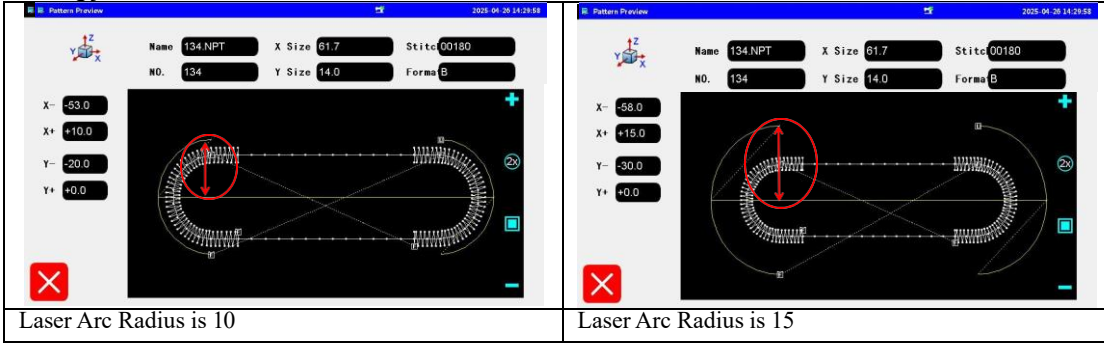 Pattern Preview 2025-04-26 14:29:58
Name 134.NPT X Size 61.7 Stitc 00180
NO. 134 Y Size 14.0 Forma B
Z
Y X
X- -53.0
X+ +10.0
Y- -20.0
Y+ +0.0
2X
Laser Arc Radius is 10
Pattern Preview 2025-04-26 14:29:58
Name 134.NPT X Size 61.7 Stitc 00180
NO. 134 Y Size 14.0 Forma B
Z
Y X
X- -58.0
X+ +15.0
Y- -30.0
Y+ +0.0
2X
Laser Arc Radius is 15